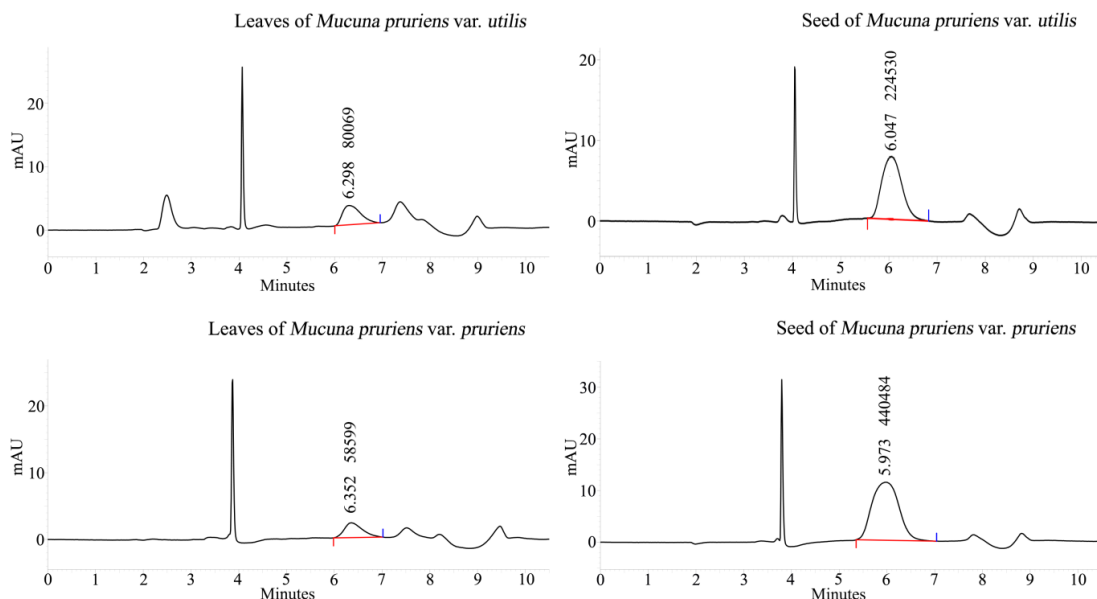 Leaves of Mucuna pruriens var. utilis
mAU
20
10
0
6.298 80069
0 1 2 3 4 5 6 7 8 9 10
Minutes
Seed of Mucuna pruriens var. utilis
mAU
20
10
0
6.047 224530
0 1 2 3 4 5 6 7 8 9 10
Minutes
Leaves of Mucuna pruriens var. pruriens
mAU
20
10
0
6.352 58599
0 1 2 3 4 5 6 7 8 9 10
Minutes
Seed of Mucuna pruriens var. pruriens
mAU
30
20
10
0
5.973 440484
0 1 2 3 4 5 6 7 8 9 10
Minutes